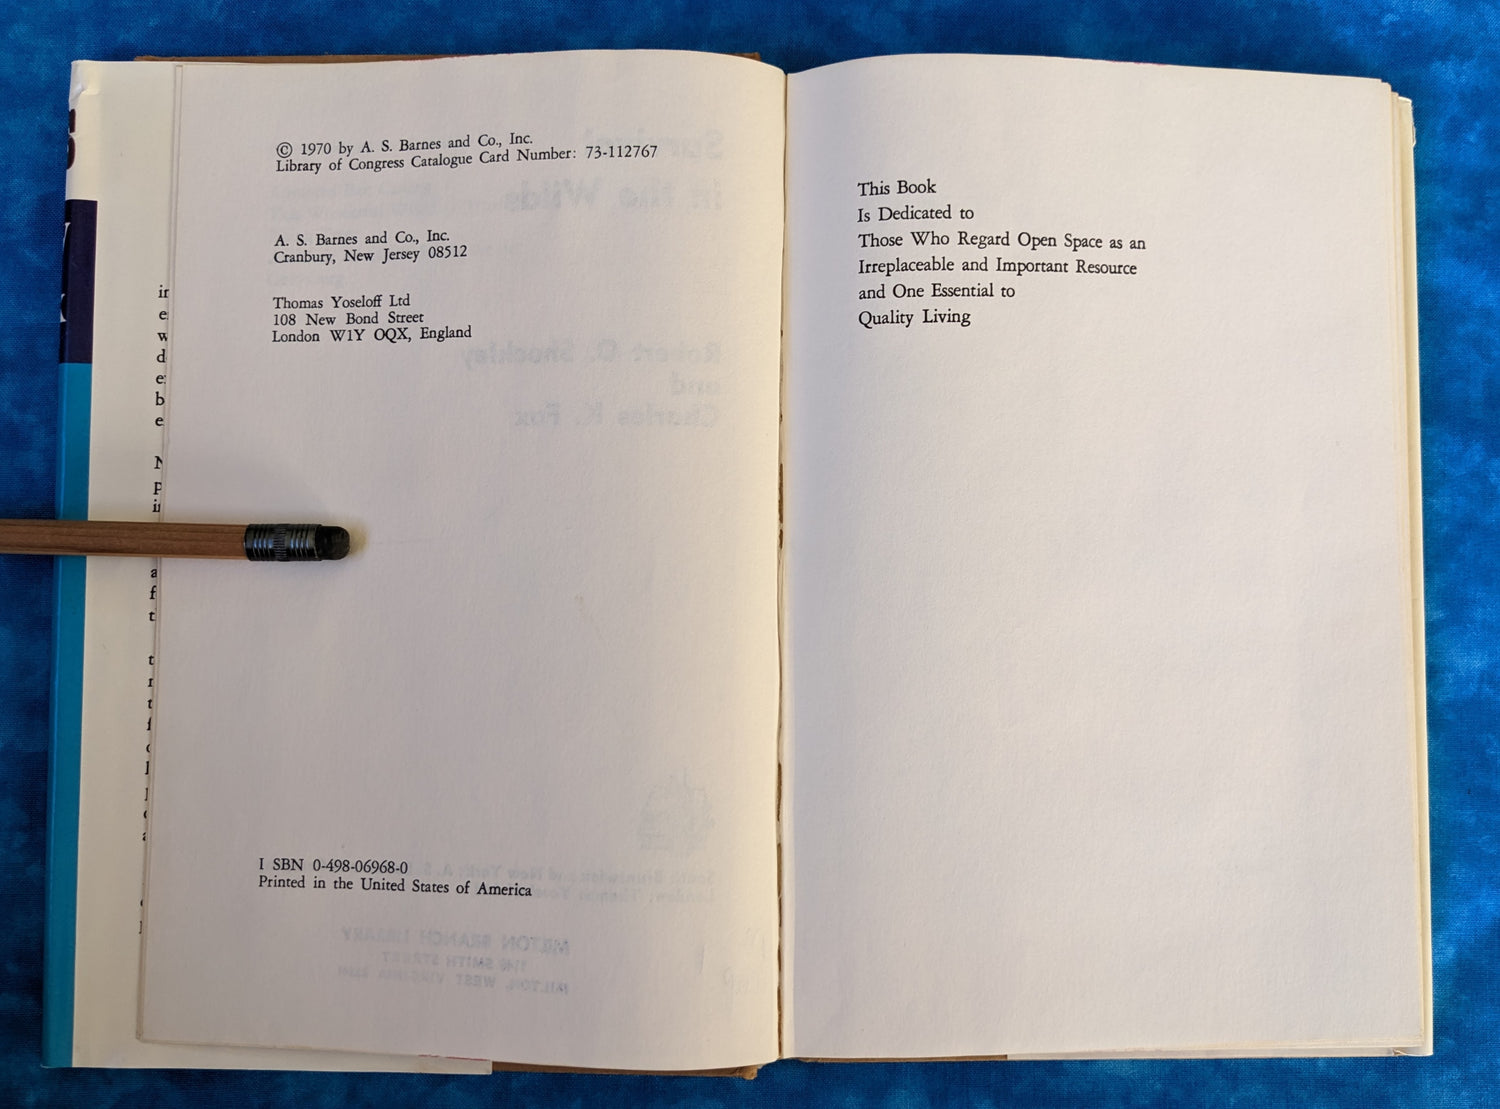 © 1970 by A. S. Barnes and Co., Inc.
Library of Congress Catalogue Card Number: 73-112767
A. S. Barnes and Co., Inc.
Cranbury, New Jersey 08512
Thomas Yoseloff Ltd
108 New Bond Street
London W1Y OQX, England
I SBN 0-498-06968-0
Printed in the United States of America
This Book
Is Dedicated to
Those Who Regard Open Space as an
Irreplaceable and Important Resource
and One Essential to
Quality Living